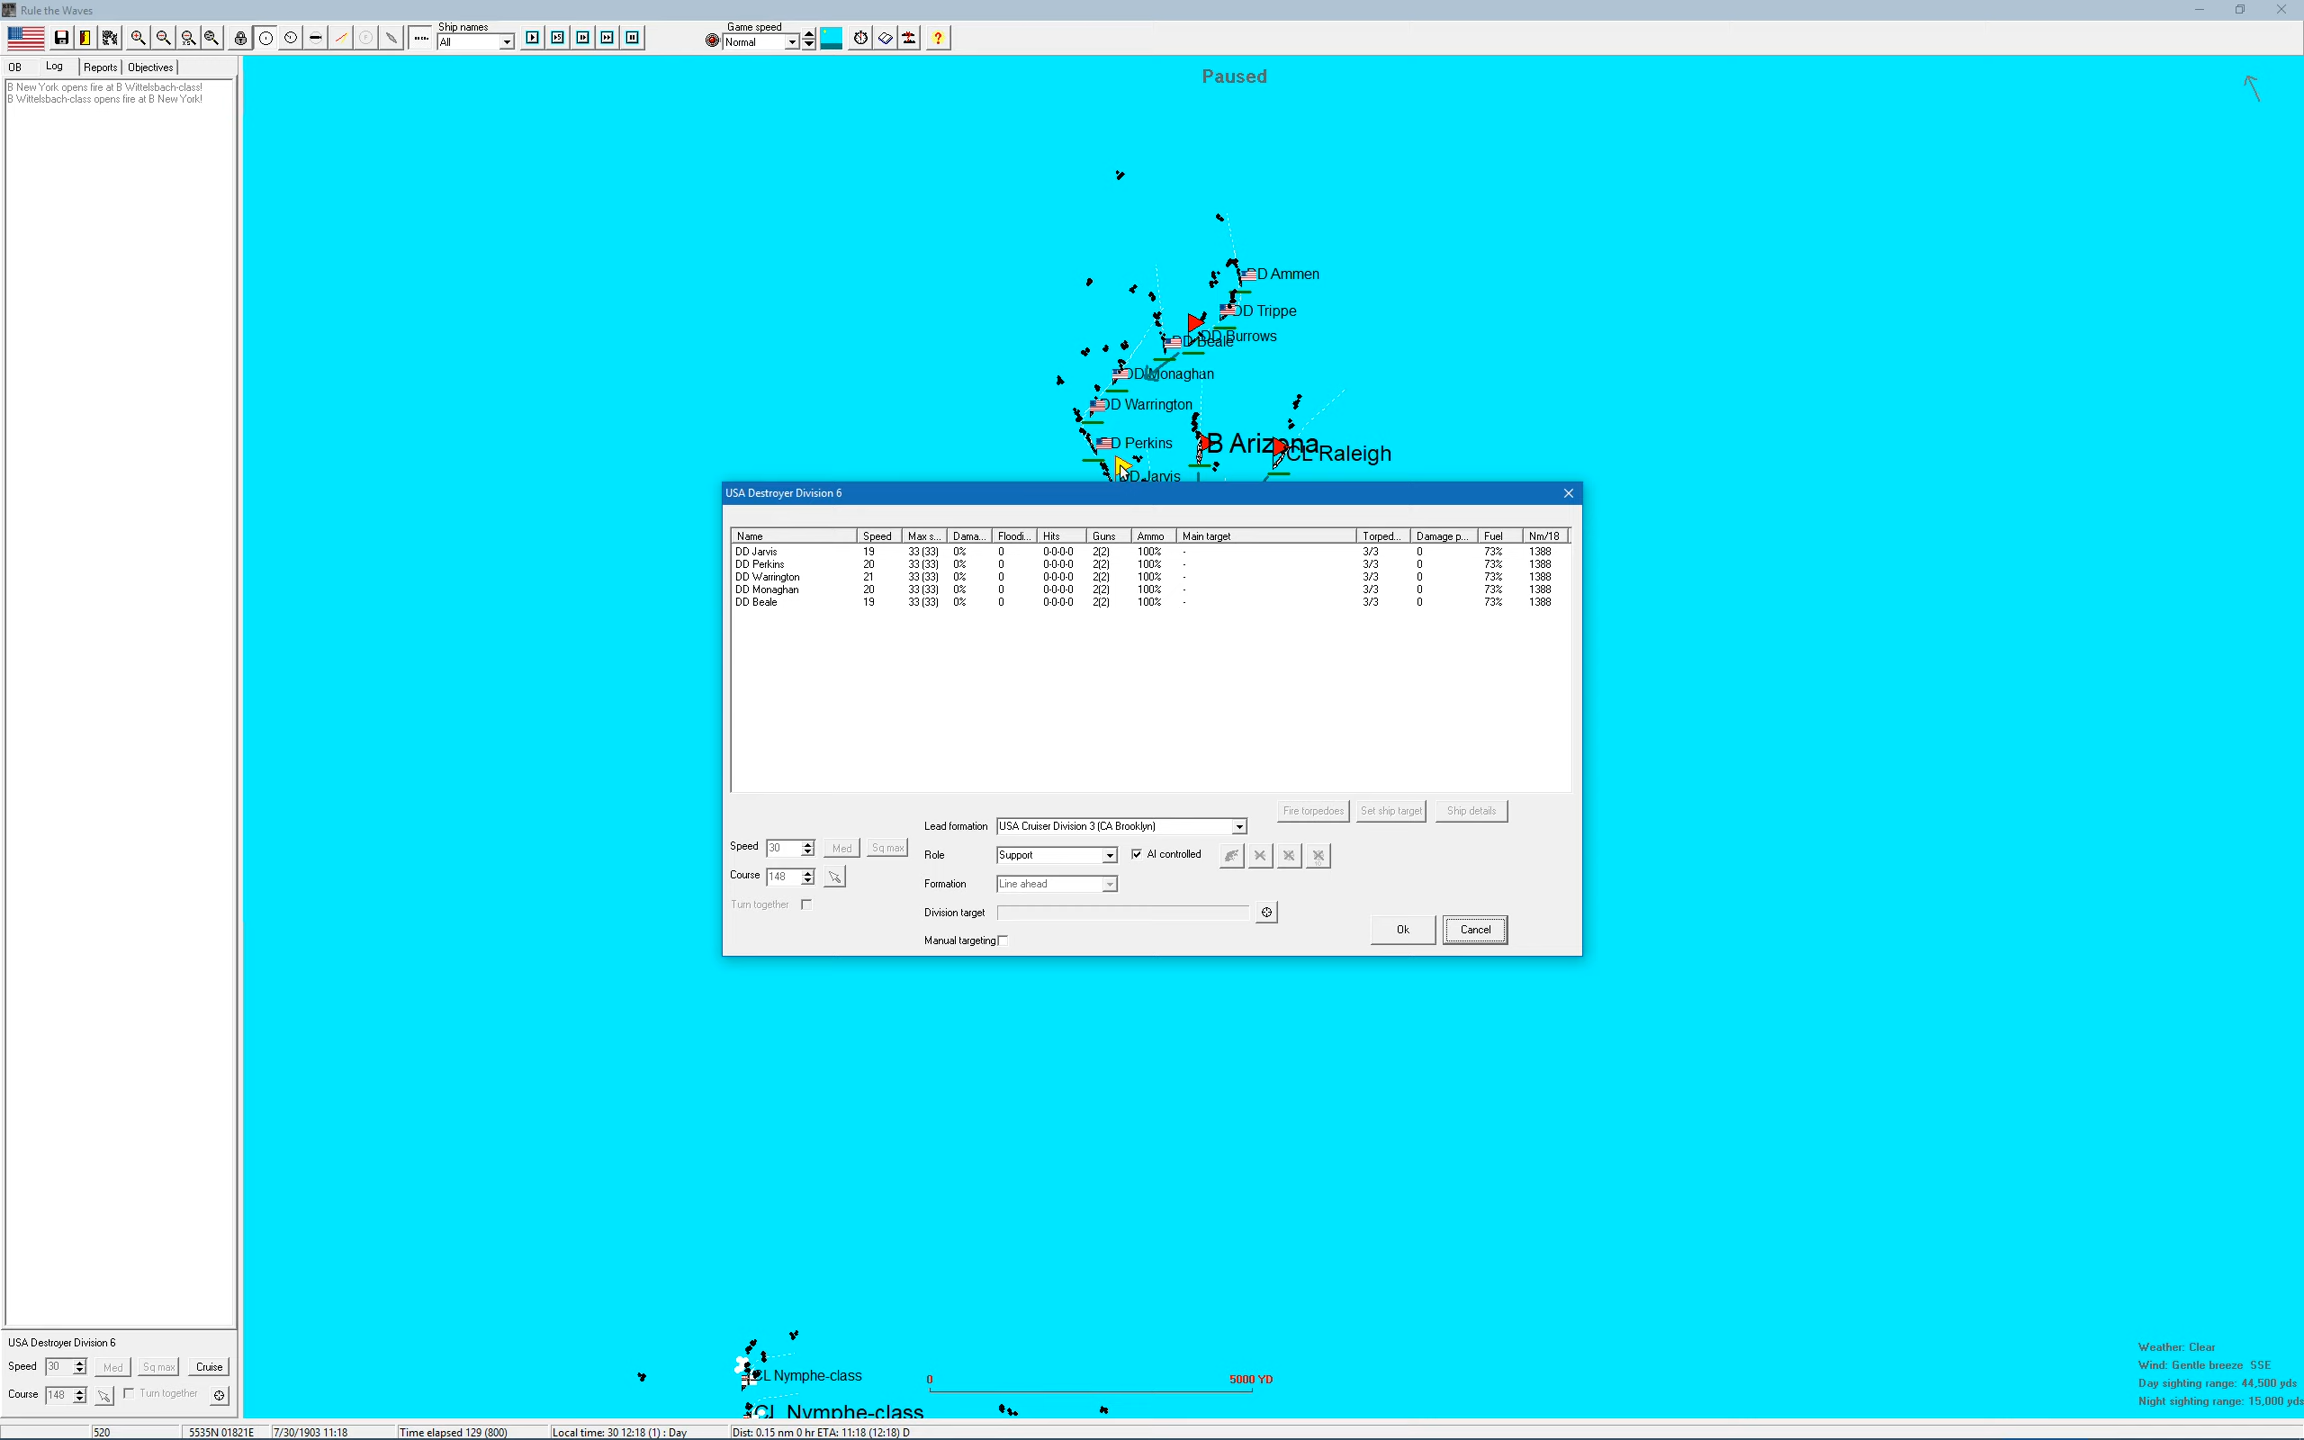 Rule the Waves
Ship names
All
Game speed
Normal
OB Log Reports Objectives
B New York opens fire at B Wittelsbach-class!
B Wittelsbach-class opens fire at B New York!
Paused
DD Ammen
DD Trippe
DD Burrows
DD Beale
DD Monaghan
DD Warrington
DD Perkins
B Arizona
CL Raleigh
DD Jarvis
USA Destroyer Division 6
Name Speed Max s... Dama... Floodi... Hits Guns Ammo Main target Torped... Damage p... Fuel Nm/18
DD Jarvis 19 33 (33) 0% 0 0-0-0-0 2(2) 100% - 3/3 0 73% 1388
DD Perkins 20 33 (33) 0% 0 0-0-0-0 2(2) 100% - 3/3 0 73% 1388
DD Warrington 21 33 (33) 0% 0 0-0-0-0 2(2) 100% - 3/3 0 73% 1388
DD Monaghan 20 33 (33) 0% 0 0-0-0-0 2(2) 100% - 3/3 0 73% 1388
DD Beale 19 33 (33) 0% 0 0-0-0-0 2(2) 100% - 3/3 0 73% 1388
Fire torpedoes Set ship target Ship details
Lead formation USA Cruiser Division 3 (CA Brooklyn)
Speed 30 Med Sq max
Role Support AI controlled
Course 148
Formation Line ahead
Turn together
Division target
Ok Cancel
Manual targeting
CL Nymphe-class
0 5000 YD
CL Nymphe-class
Weather: Clear
Wind: Gentle breeze SSE
Day sighting range: 44,500 yds
Night sighting range: 15,000 yds
USA Destroyer Division 6
Speed 30 Med Sq max Cruise
Course 148 Turn together
520 5535N 01821E 7/30/1903 11:18 Time elapsed 129 (800) Local time: 30 12:18 (1) : Day Dist: 0.15 nm 0 hr ETA: 11:18 (12:18) D